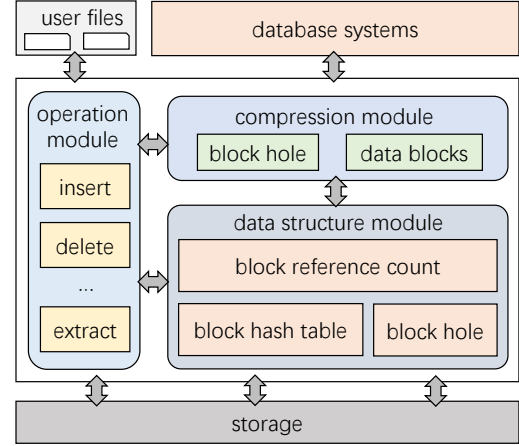 user files
database systems
operation
module
insert
delete
...
extract
compression module
block hole
data blocks
data structure module
block reference count
block hash table
block hole
storage